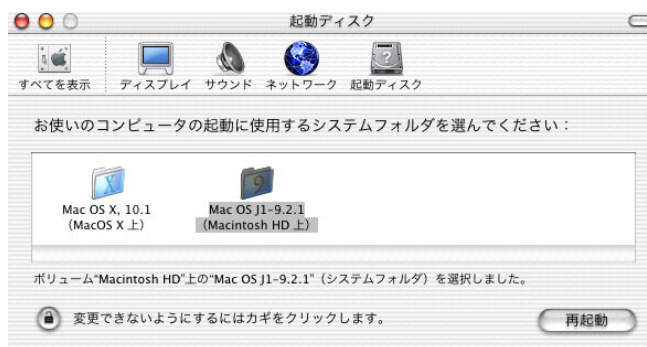 起動ディスク
すべてを表示 ディスプレイ サウンド ネットワーク 起動ディスク
お使いのコンピュータの起動に使用するシステムフォルダを選んでください：
X 9
Mac OS X, 10.1 Mac OS J1-9.2.1
（MacOS X 上） （Macintosh HD 上）
ボリューム“Macintosh HD”上の“Mac OS J1-9.2.1”（システムフォルダ）を選択しました。
変更できないようにするにはカギをクリックします。 再起動